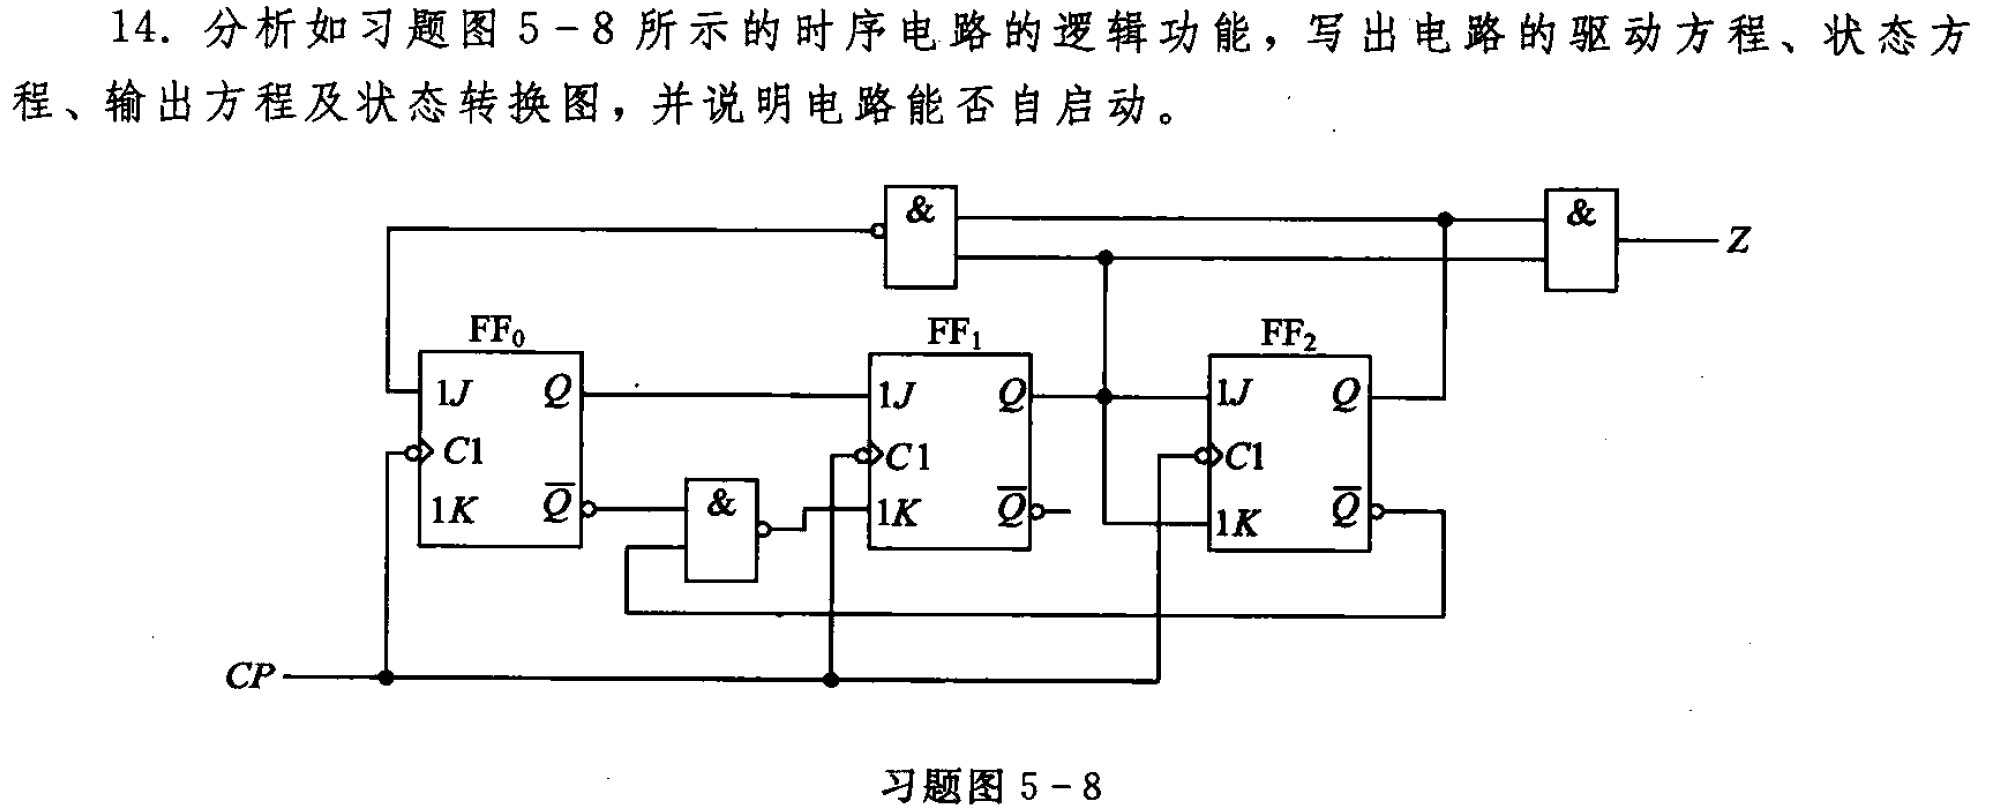 14. 分析如习题图 5-8 所示的时序电路的逻辑功能，写出电路的驱动方程、状态方
程、输出方程及状态转换图，并说明电路能否自启动。
& &
Z
FF₀ FF₁ FF₂
1J Q 1J Q 1J Q
C1 C1 C1
1K Q̅ & 1K Q̅ 1K Q̅
CP
习题图 5-8